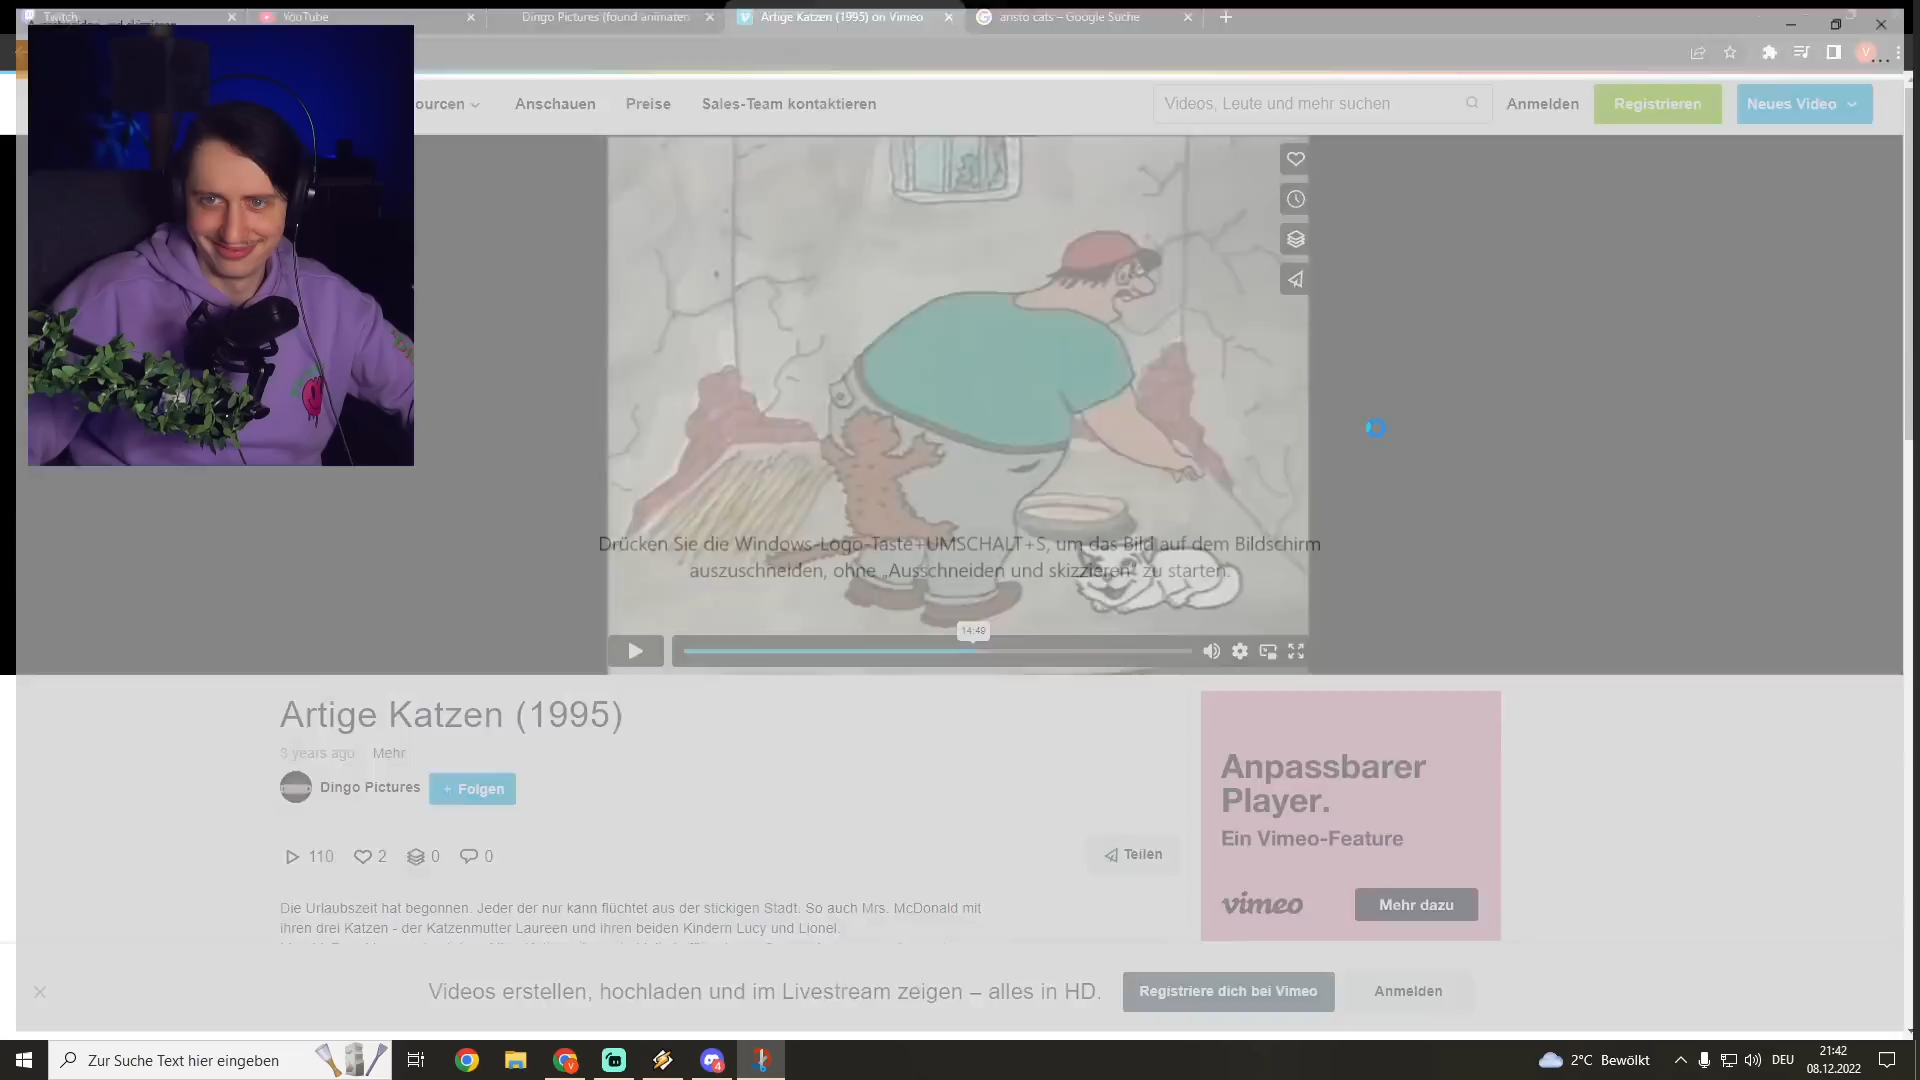 Twitch
YouTube
Dingo Pictures (found animated
Artige Katzen (1995) on Vimeo
aristo cats – Google Suche
V
ourcen
Anschauen
Preise
Sales-Team kontaktieren
Videos, Leute und mehr suchen
Anmelden
Registrieren
Neues Video
Drücken Sie die Windows-Logo-Taste+UMSCHALT+S, um das Bild auf dem Bildschirm
auszuschneiden, ohne „Ausschneiden und skizzieren“ zu starten.
14:49
Artige Katzen (1995)
3 years ago
Mehr
Dingo Pictures
+ Folgen
110
2
0
0
Teilen
Anpassbarer
Player.
Ein Vimeo-Feature
vimeo
Mehr dazu
Die Urlaubszeit hat begonnen. Jeder der nur kann flüchtet aus der stickigen Stadt. So auch Mrs. McDonald mit
ihren drei Katzen - der Katzenmutter Laureen und ihren beiden Kindern Lucy und Lionel.
Videos erstellen, hochladen und im Livestream zeigen – alles in HD.
Registriere dich bei Vimeo
Anmelden
Zur Suche Text hier eingeben
V
4
2°C Bewölkt
DEU
21:42
08.12.2022